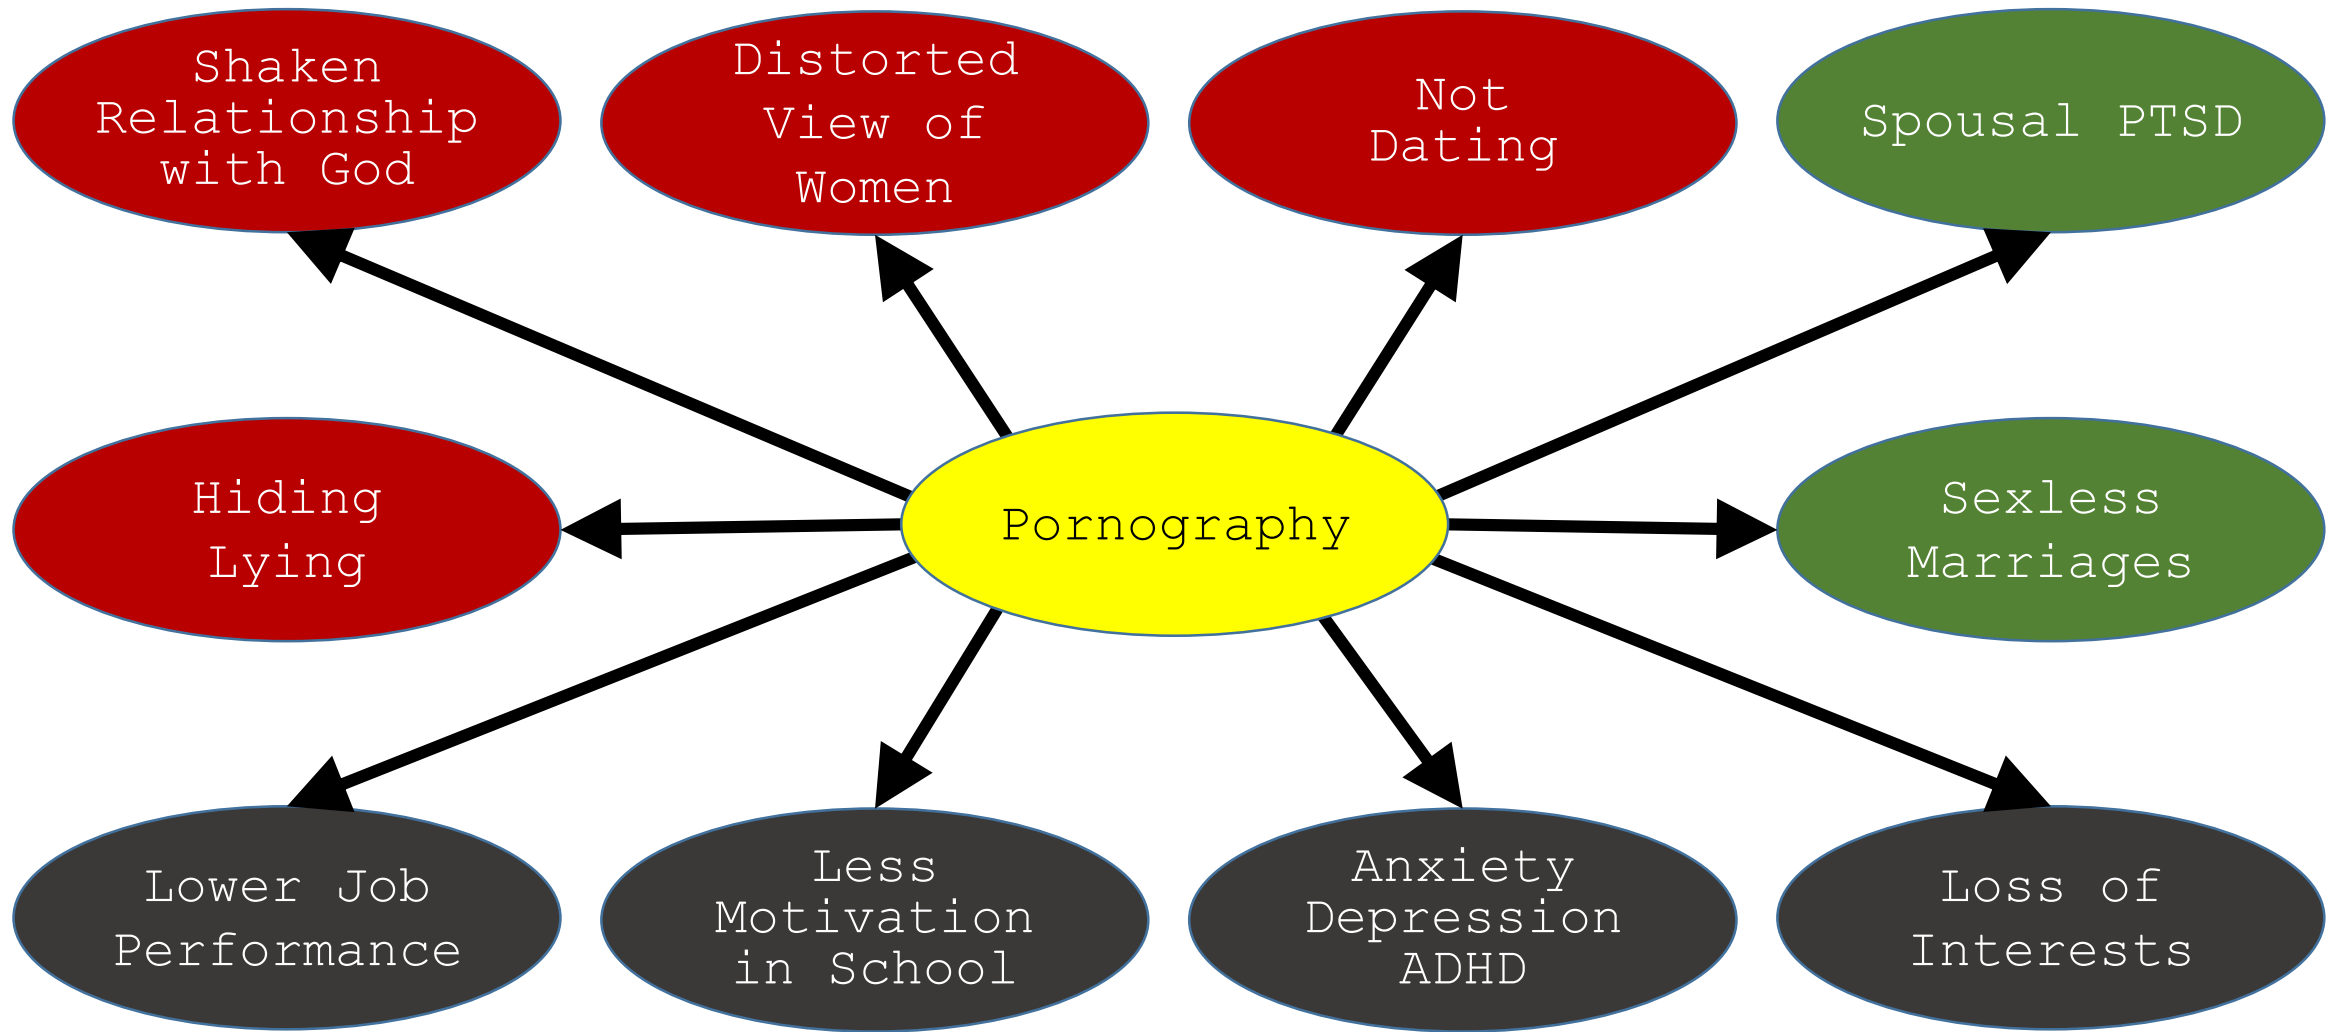 Shaken
Relationship
with God
Distorted
View of
Women
Not
Dating
Spousal PTSD
Hiding
Lying
Pornography
Sexless
Marriages
Lower Job
Performance
Less
Motivation
in School
Anxiety
Depression
ADHD
Loss of
Interests